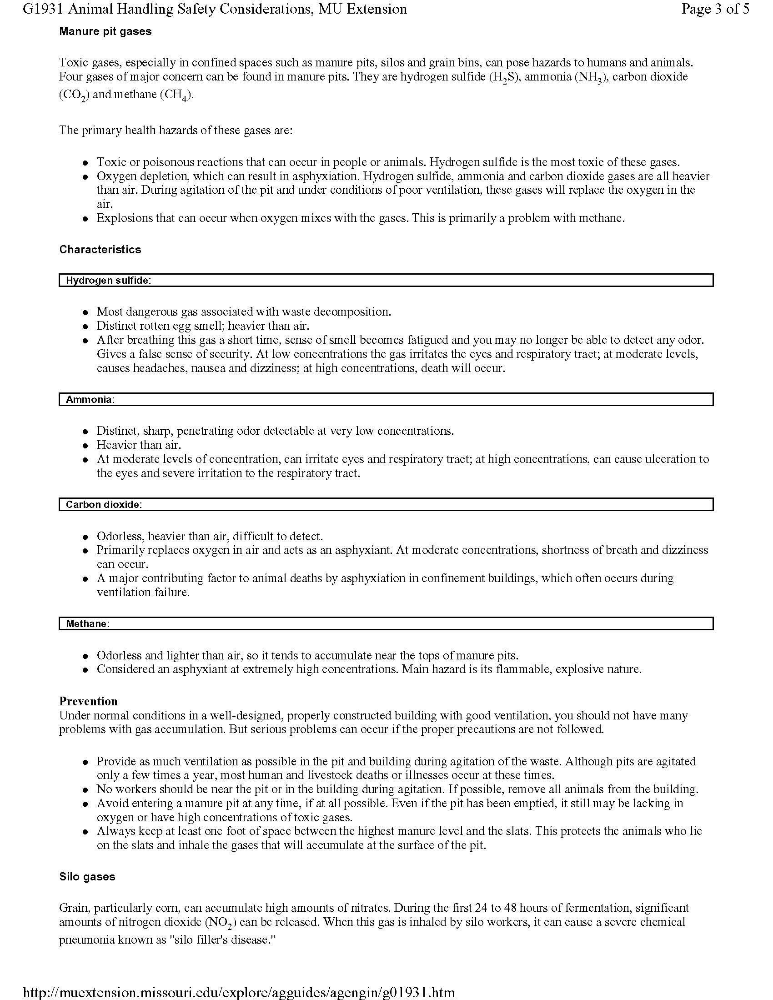 G1931 Animal Handling Safety Considerations, MU Extension
Page 3 of 5
Manure pit gases
Toxic gases, especially in confined spaces such as manure pits, silos and grain bins, can pose hazards to humans and animals.
Four gases of major concern can be found in manure pits. They are hydrogen sulfide (H2S), ammonia (NH3), carbon dioxide
(CO2) and methane (CH4).
The primary health hazards of these gases are:
● Toxic or poisonous reactions that can occur in people or animals. Hydrogen sulfide is the most toxic of these gases.
● Oxygen depletion, which can result in asphyxiation. Hydrogen sulfide, ammonia and carbon dioxide gases are all heavier
than air. During agitation of the pit and under conditions of poor ventilation, these gases will replace the oxygen in the
air.
● Explosions that can occur when oxygen mixes with the gases. This is primarily a problem with methane.
Characteristics
Hydrogen sulfide:
● Most dangerous gas associated with waste decomposition.
● Distinct rotten egg smell; heavier than air.
● After breathing this gas a short time, sense of smell becomes fatigued and you may no longer be able to detect any odor.
Gives a false sense of security. At low concentrations the gas irritates the eyes and respiratory tract; at moderate levels,
causes headaches, nausea and dizziness; at high concentrations, death will occur.
Ammonia:
● Distinct, sharp, penetrating odor detectable at very low concentrations.
● Heavier than air.
● At moderate levels of concentration, can irritate eyes and respiratory tract; at high concentrations, can cause ulceration to
the eyes and severe irritation to the respiratory tract.
Carbon dioxide:
● Odorless, heavier than air, difficult to detect.
● Primarily replaces oxygen in air and acts as an asphyxiant. At moderate concentrations, shortness of breath and dizziness
can occur.
● A major contributing factor to animal deaths by asphyxiation in confinement buildings, which often occurs during
ventilation failure.
Methane:
● Odorless and lighter than air, so it tends to accumulate near the tops of manure pits.
● Considered an asphyxiant at extremely high concentrations. Main hazard is its flammable, explosive nature.
Prevention
Under normal conditions in a well-designed, properly constructed building with good ventilation, you should not have many
problems with gas accumulation. But serious problems can occur if the proper precautions are not followed.
● Provide as much ventilation as possible in the pit and building during agitation of the waste. Although pits are agitated
only a few times a year, most human and livestock deaths or illnesses occur at these times.
● No workers should be near the pit or in the building during agitation. If possible, remove all animals from the building.
● Avoid entering a manure pit at any time, if at all possible. Even if the pit has been emptied, it still may be lacking in
oxygen or have high concentrations of toxic gases.
● Always keep at least one foot of space between the highest manure level and the slats. This protects the animals who lie
on the slats and inhale the gases that will accumulate at the surface of the pit.
Silo gases
Grain, particularly corn, can accumulate high amounts of nitrates. During the first 24 to 48 hours of fermentation, significant
amounts of nitrogen dioxide (NO2) can be released. When this gas is inhaled by silo workers, it can cause a severe chemical
pneumonia known as "silo filler's disease."
http://muextension.missouri.edu/explore/agguides/agengin/g01931.htm